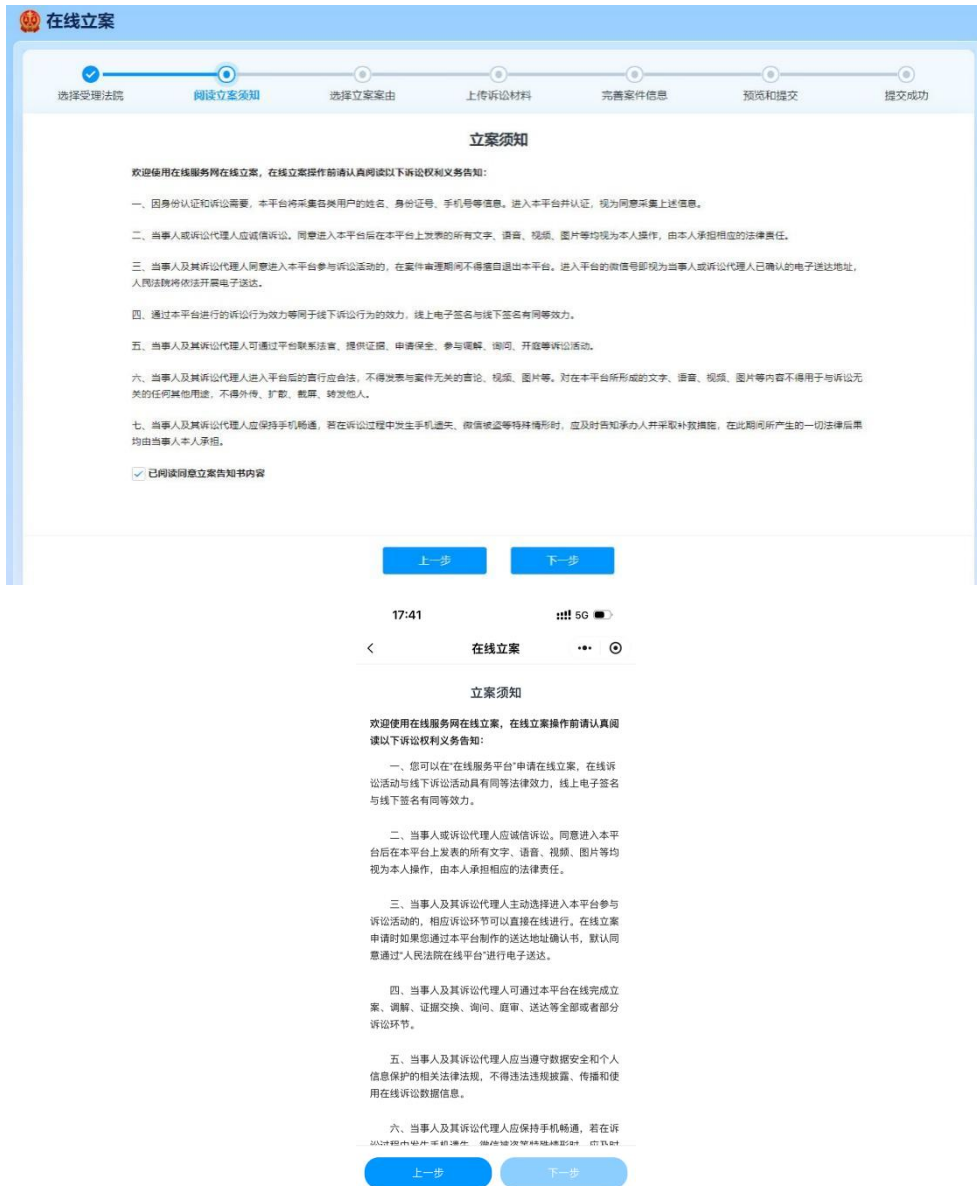 在线立案
选择受理法院
阅读立案须知
选择立案案由
上传诉讼材料
完善案件信息
预览和提交
提交成功
立案须知
欢迎使用在线服务网在线立案，在线立案操作前请认真阅读以下诉讼权利义务告知：
一、因身份认证和诉讼需要，本平台将采集各类用户的姓名、身份证号、手机号等信息。进入本平台并认证，视为同意采集上述信息。
二、当事人或诉讼代理人应诚信诉讼。同意进入本平台后在本平台上发表的所有文字、语音、视频、图片等均视为本人操作，由本人承担相应的法律责任。
三、当事人及其诉讼代理人同意进入本平台参与诉讼活动的，在案件审理期间不得擅自退出本平台。进入平台的微信号即视为当事人或诉讼代理人已确认的电子送达地址，
人民法院将依法开展电子送达。
四、通过本平台进行的诉讼行为效力等同于线下诉讼行为的效力，线上电子签名与线下签名有同等效力。
五、当事人及其诉讼代理人可通过平台联系法官、提供证据、申请保全、参与调解、询问、开庭等诉讼活动。
六、当事人及其诉讼代理人进入平台后的言行应合法，不得发表与案件无关的言论、视频、图片等。对在本平台所形成的文字、语音、视频、图片等内容不得用于与诉讼无
关的任何其他用途，不得外传、扩散、截屏、转发他人。
七、当事人及其诉讼代理人应保持手机畅通，若在诉讼过程中发生手机遗失、微信被盗等特殊情形时，应及时告知承办人并采取补救措施，在此期间所产生的一切法律后果
均由当事人本人承担。
已阅读同意立案告知书内容
上一步
下一步
17:41
5G
在线立案
立案须知
欢迎使用在线服务网在线立案，在线立案操作前请认真阅
读以下诉讼权利义务告知：
一、您可以在“在线服务平台”申请在线立案，在线诉
讼活动与线下诉讼活动具有同等法律效力，线上电子签名
与线下签名有同等效力。
二、当事人或诉讼代理人应诚信诉讼。同意进入本平
台后在本平台上发表的所有文字、语音、视频、图片等均
视为本人操作，由本人承担相应的法律责任。
三、当事人及其诉讼代理人主动选择进入本平台参与
诉讼活动的，相应诉讼环节可以直接在线进行。在线立案
申请时如果您通过本平台制作的送达地址确认书，默认同
意通过“人民法院在线平台”进行电子送达。
四、当事人及其诉讼代理人可通过本平台在线完成立
案、调解、证据交换、询问、庭审、送达等全部或者部分
诉讼环节。
五、当事人及其诉讼代理人应当遵守数据安全和个人
信息保护的相关法律法规，不得违法违规披露、传播和使
用在线诉讼数据信息。
六、当事人及其诉讼代理人应保持手机畅通，若在诉
讼过程中发生手机遗失、微信被盗等特殊情形时，应及时
上一步
下一步